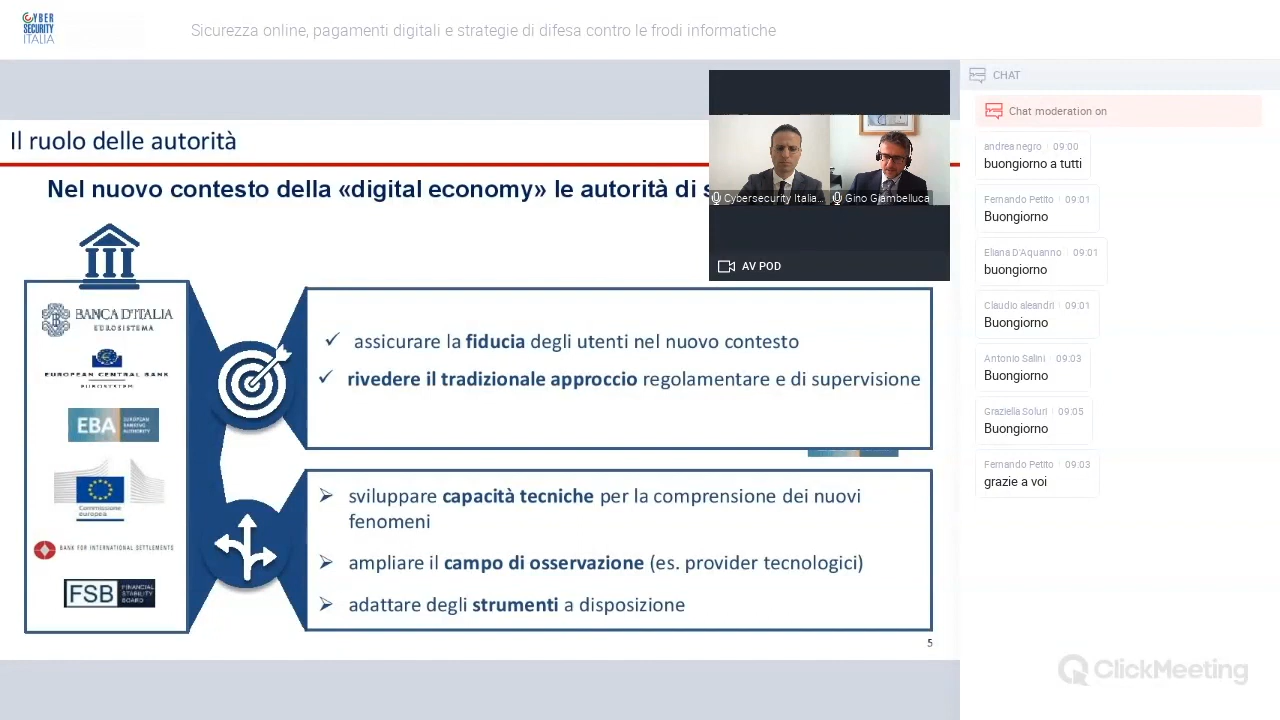 CYBER
SECURITY
ITALIA
Sicurezza online, pagamenti digitali e strategie di difesa contro le frodi informatiche
Il ruolo delle autorità
Nel nuovo contesto della «digital economy» le autorità di s
Cybersecurity Italia...
Gino Giambelluca
AV POD
BANCA D'ITALIA
EUROSISTEMA
EUROPEAN CENTRAL BANK
EUROSYSTEM
EBA EUROPEAN
BANKING
AUTHORITY
Commissione
europea
BANK FOR INTERNATIONAL SETTLEMENTS
FSB FINANCIAL
STABILITY
BOARD
✓ assicurare la fiducia degli utenti nel nuovo contesto
✓ rivedere il tradizionale approccio regolamentare e di supervisione
➢ sviluppare capacità tecniche per la comprensione dei nuovi
fenomeni
➢ ampliare il campo di osservazione (es. provider tecnologici)
➢ adattare degli strumenti a disposizione
5
CHAT
Chat moderation on
andrea negro 09:00
buongiorno a tutti
Fernando Petito 09:01
Buongiorno
Eliana D'Aquanno 09:01
buongiorno
Claudio aleandri 09:01
Buongiorno
Antonio Salini 09:03
Buongiorno
Graziella Soluri 09:05
Buongiorno
Fernando Petito 09:03
grazie a voi
ClickMeeting